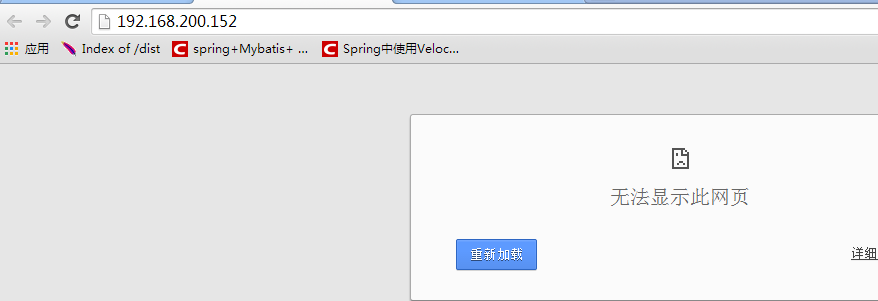 192.168.200.152
应用 Index of /dist spring+Mybatis+ ... Spring中使用Veloc...
无法显示此网页
重新加载 详细